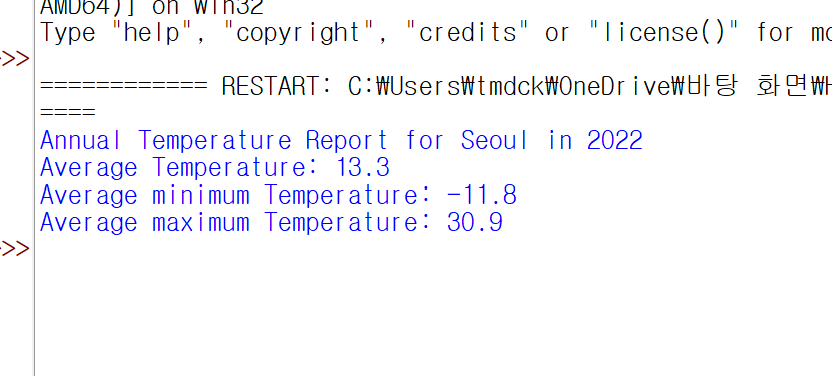 AMD64)] on win32
Type "help", "copyright", "credits" or "license()" for mo
>>>
============ RESTART: C:₩Users₩tmdck₩OneDrive₩바탕 화면₩
====
Annual Temperature Report for Seoul in 2022
Average Temperature: 13.3
Average minimum Temperature: -11.8
Average maximum Temperature: 30.9
>>>